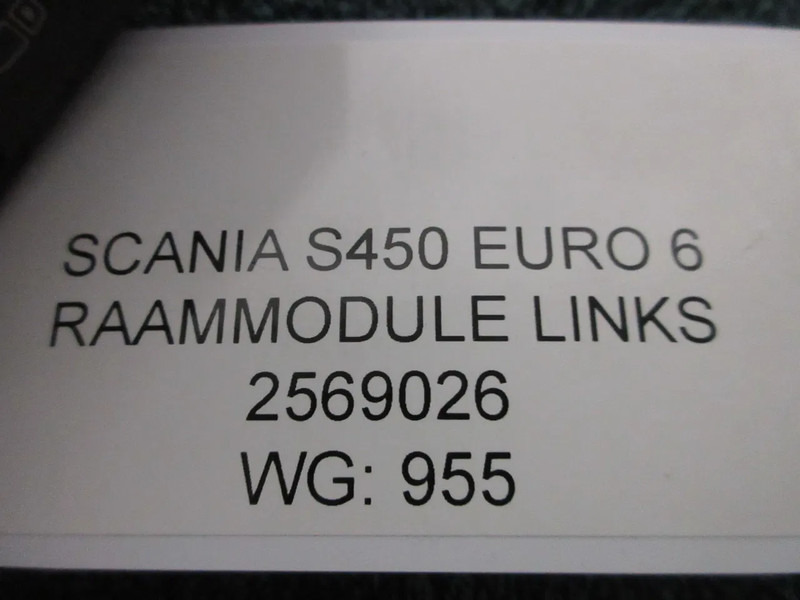 SCANIA S450 EURO 6
RAAMMODULE LINKS
2569026
WG: 955